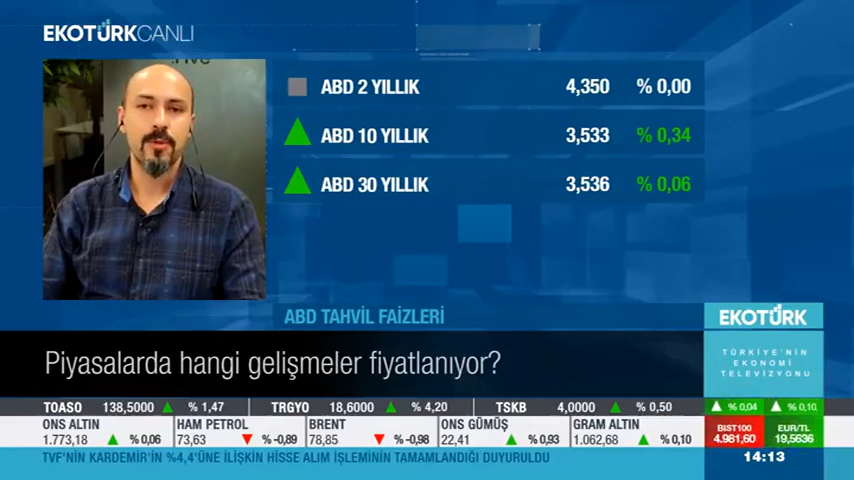 EKOTÜRK CANLI
ABD 2 YILLIK 4,350 % 0,00
ABD 10 YILLIK 3,533 % 0,34
ABD 30 YILLIK 3,536 % 0,06
ABD TAHVİL FAİZLERİ
EKOTÜRK
TÜRKİYE'NİN
EKONOMİ
TELEVİZYONU
Piyasalarda hangi gelişmeler fiyatlanıyor?
TOASO 138,5000 % 1,47 TRGYO 18,6000 % 4,20 TSKB 4,0000 % 0,50
% 0,04 % 0,10
ONS ALTIN HAM PETROL BRENT ONS GÜMÜŞ GRAM ALTIN
1.773,18 % 0,06 73,63 % -0,89 78,85 % -0,98 22,41 % 0,93 1.062,68 % 0,10
BIST100 EUR/TL
4.981,60 19,5636
TVF'NİN KARDEMİR'İN %4,4'ÜNE İLİŞKİN HİSSE ALIM İŞLEMİNİN TAMAMLANDIĞI DUYURULDU
14:13